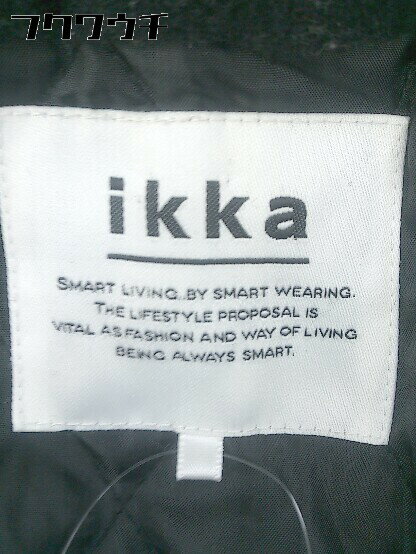 フクウクチ
ikka
SMART LIVING..BY SMART WEARING.
THE LIFESTYLE PROPOSAL IS
VITAL AS FASHION AND WAY OF LIVING
BEING ALWAYS SMART.